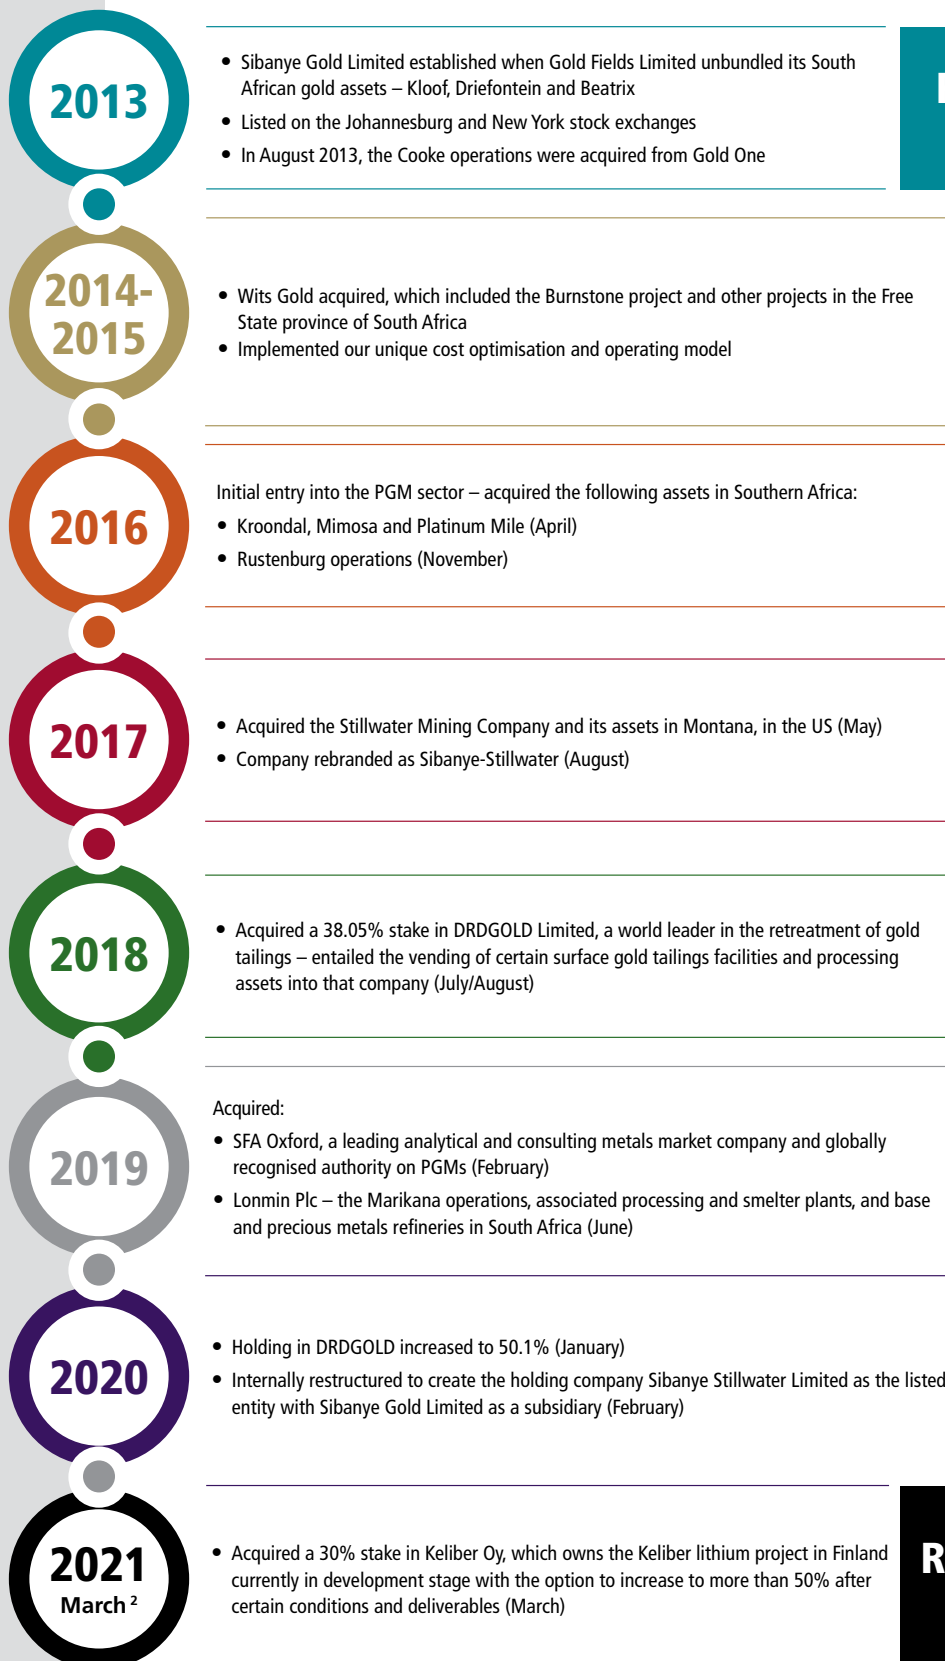 2013
• Sibanye Gold Limited established when Gold Fields Limited unbundled its South
African gold assets – Kloof, Driefontein and Beatrix
• Listed on the Johannesburg and New York stock exchanges
• In August 2013, the Cooke operations were acquired from Gold One
2014-
2015
• Wits Gold acquired, which included the Burnstone project and other projects in the Free
State province of South Africa
• Implemented our unique cost optimisation and operating model
2016
Initial entry into the PGM sector – acquired the following assets in Southern Africa:
• Kroondal, Mimosa and Platinum Mile (April)
• Rustenburg operations (November)
2017
• Acquired the Stillwater Mining Company and its assets in Montana, in the US (May)
• Company rebranded as Sibanye-Stillwater (August)
2018
• Acquired a 38.05% stake in DRDGOLD Limited, a world leader in the retreatment of gold
tailings – entailed the vending of certain surface gold tailings facilities and processing
assets into that company (July/August)
2019
Acquired:
• SFA Oxford, a leading analytical and consulting metals market company and globally
recognised authority on PGMs (February)
• Lonmin Plc – the Marikana operations, associated processing and smelter plants, and base
and precious metals refineries in South Africa (June)
2020
• Holding in DRDGOLD increased to 50.1% (January)
• Internally restructured to create the holding company Sibanye Stillwater Limited as the listed
entity with Sibanye Gold Limited as a subsidiary (February)
2021
March 2
• Acquired a 30% stake in Keliber Oy, which owns the Keliber lithium project in Finland
currently in development stage with the option to increase to more than 50% after
certain conditions and deliverables (March)
R